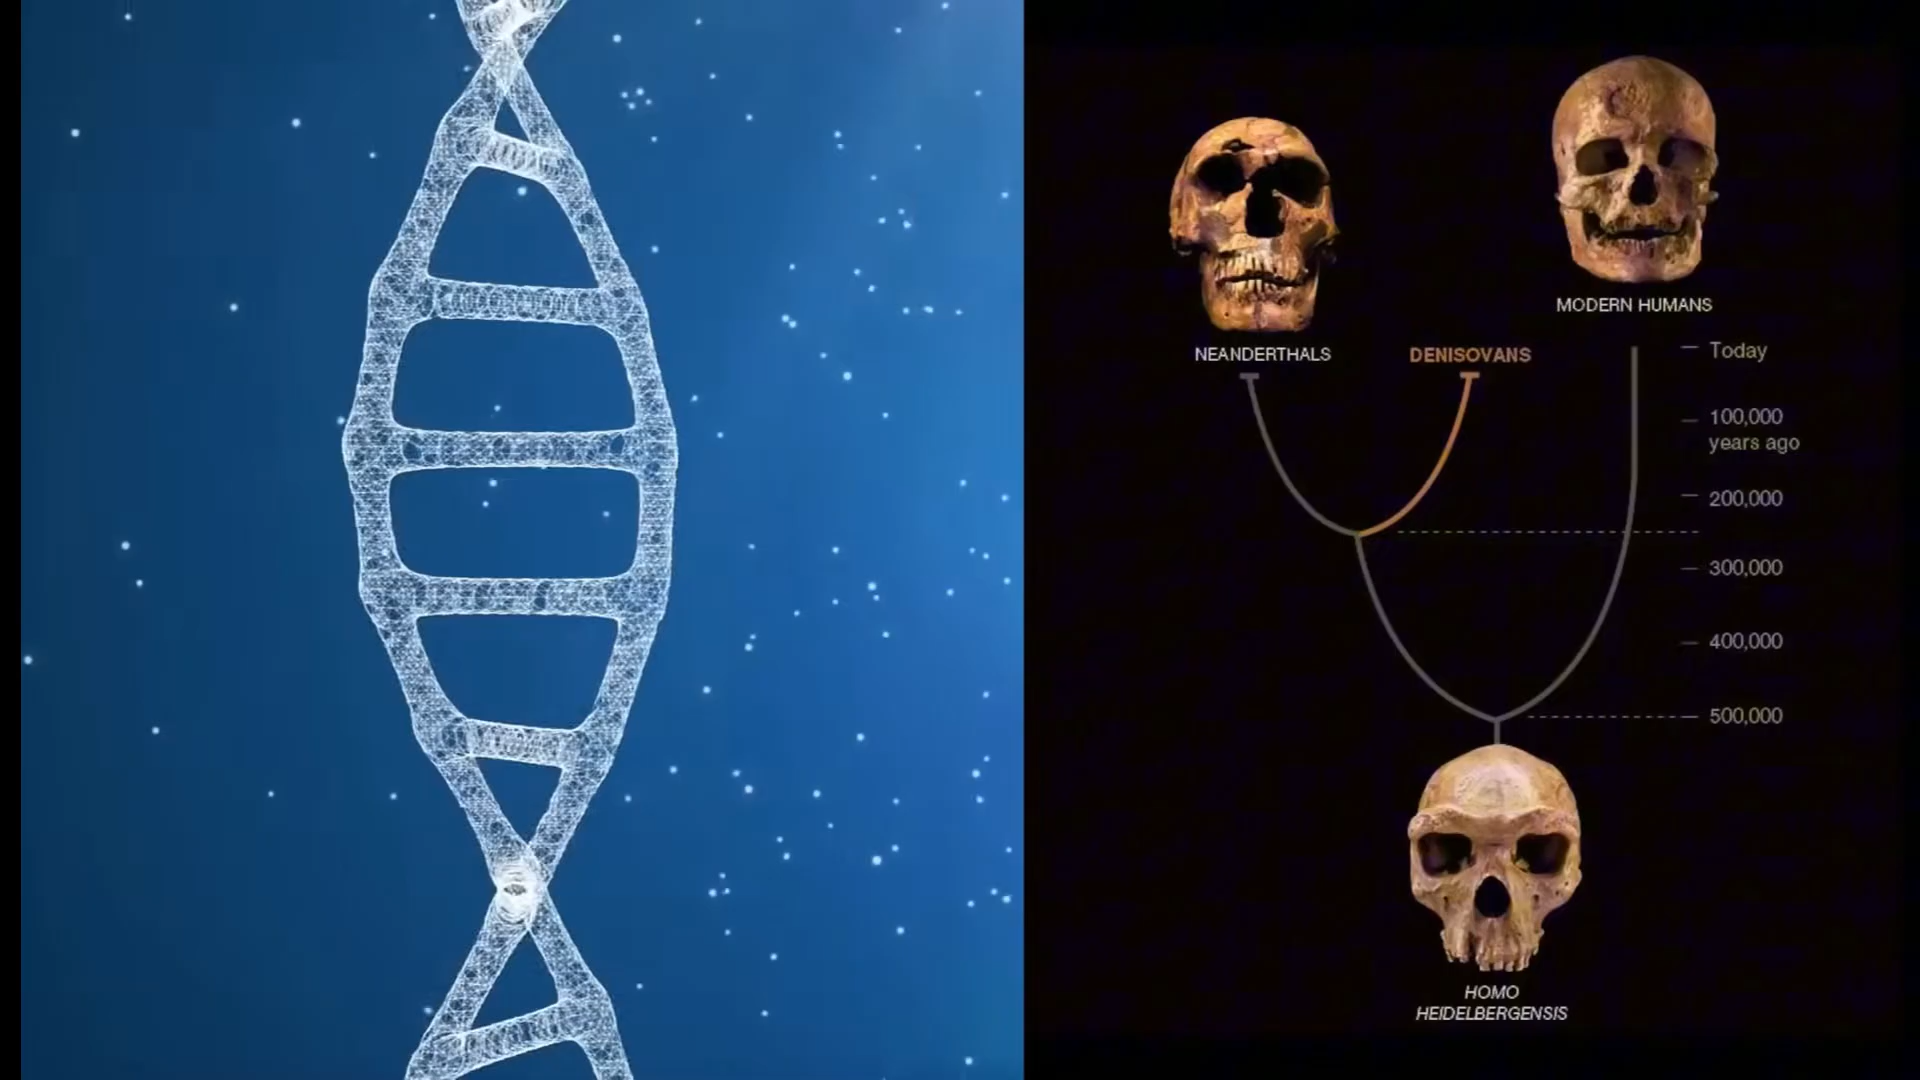 MODERN HUMANS
NEANDERTHALS
DENISOVANS
Today
100,000
years ago
200,000
300,000
400,000
500,000
HOMO
HEIDELBERGENSIS